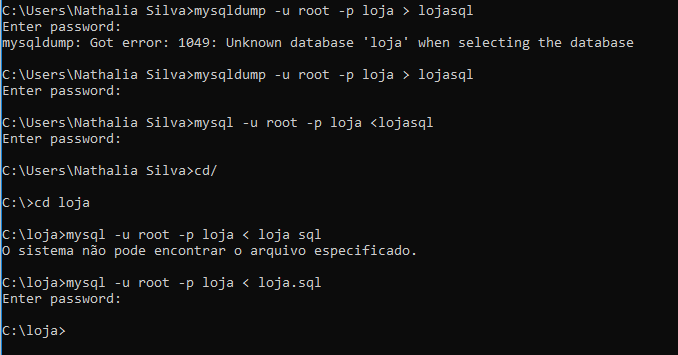 C:\Users\Nathalia Silva>mysqldump -u root -p loja > lojasql
Enter password:
mysqldump: Got error: 1049: Unknown database 'loja' when selecting the database
C:\Users\Nathalia Silva>mysqldump -u root -p loja > lojasql
Enter password:
C:\Users\Nathalia Silva>mysql -u root -p loja <lojasql
Enter password:
C:\Users\Nathalia Silva>cd/
C:\>cd loja
C:\loja>mysql -u root -p loja < loja sql
O sistema não pode encontrar o arquivo especificado.
C:\loja>mysql -u root -p loja < loja.sql
Enter password:
C:\loja>